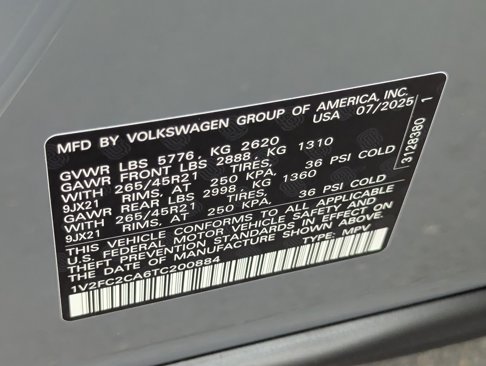 MFD BY VOLKSWAGEN GROUP OF AMERICA, INC.
USA 07/2025
GVWR LBS 5776, KG 2620
GAWR FRONT LBS 2888, KG 1310
265/45R21 TIRES, 36 PSI COLD
9JX21 RIMS. AT 250 KPA.
GAWR REAR LBS 2998, KG 1360
265/45R21 TIRES, 36 PSI COLD
9JX21 RIMS. AT 250 KPA.
THIS VEHICLE CONFORMS TO ALL APPLICABLE
U.S. FEDERAL MOTOR VEHICLE SAFETY AND
THEFT PREVENTION STANDARDS IN EFFECT ON
THE DATE OF MANUFACTURE SHOWN ABOVE.
1V2FC2CA6TC200884 TYPE: MPV
3128380 1